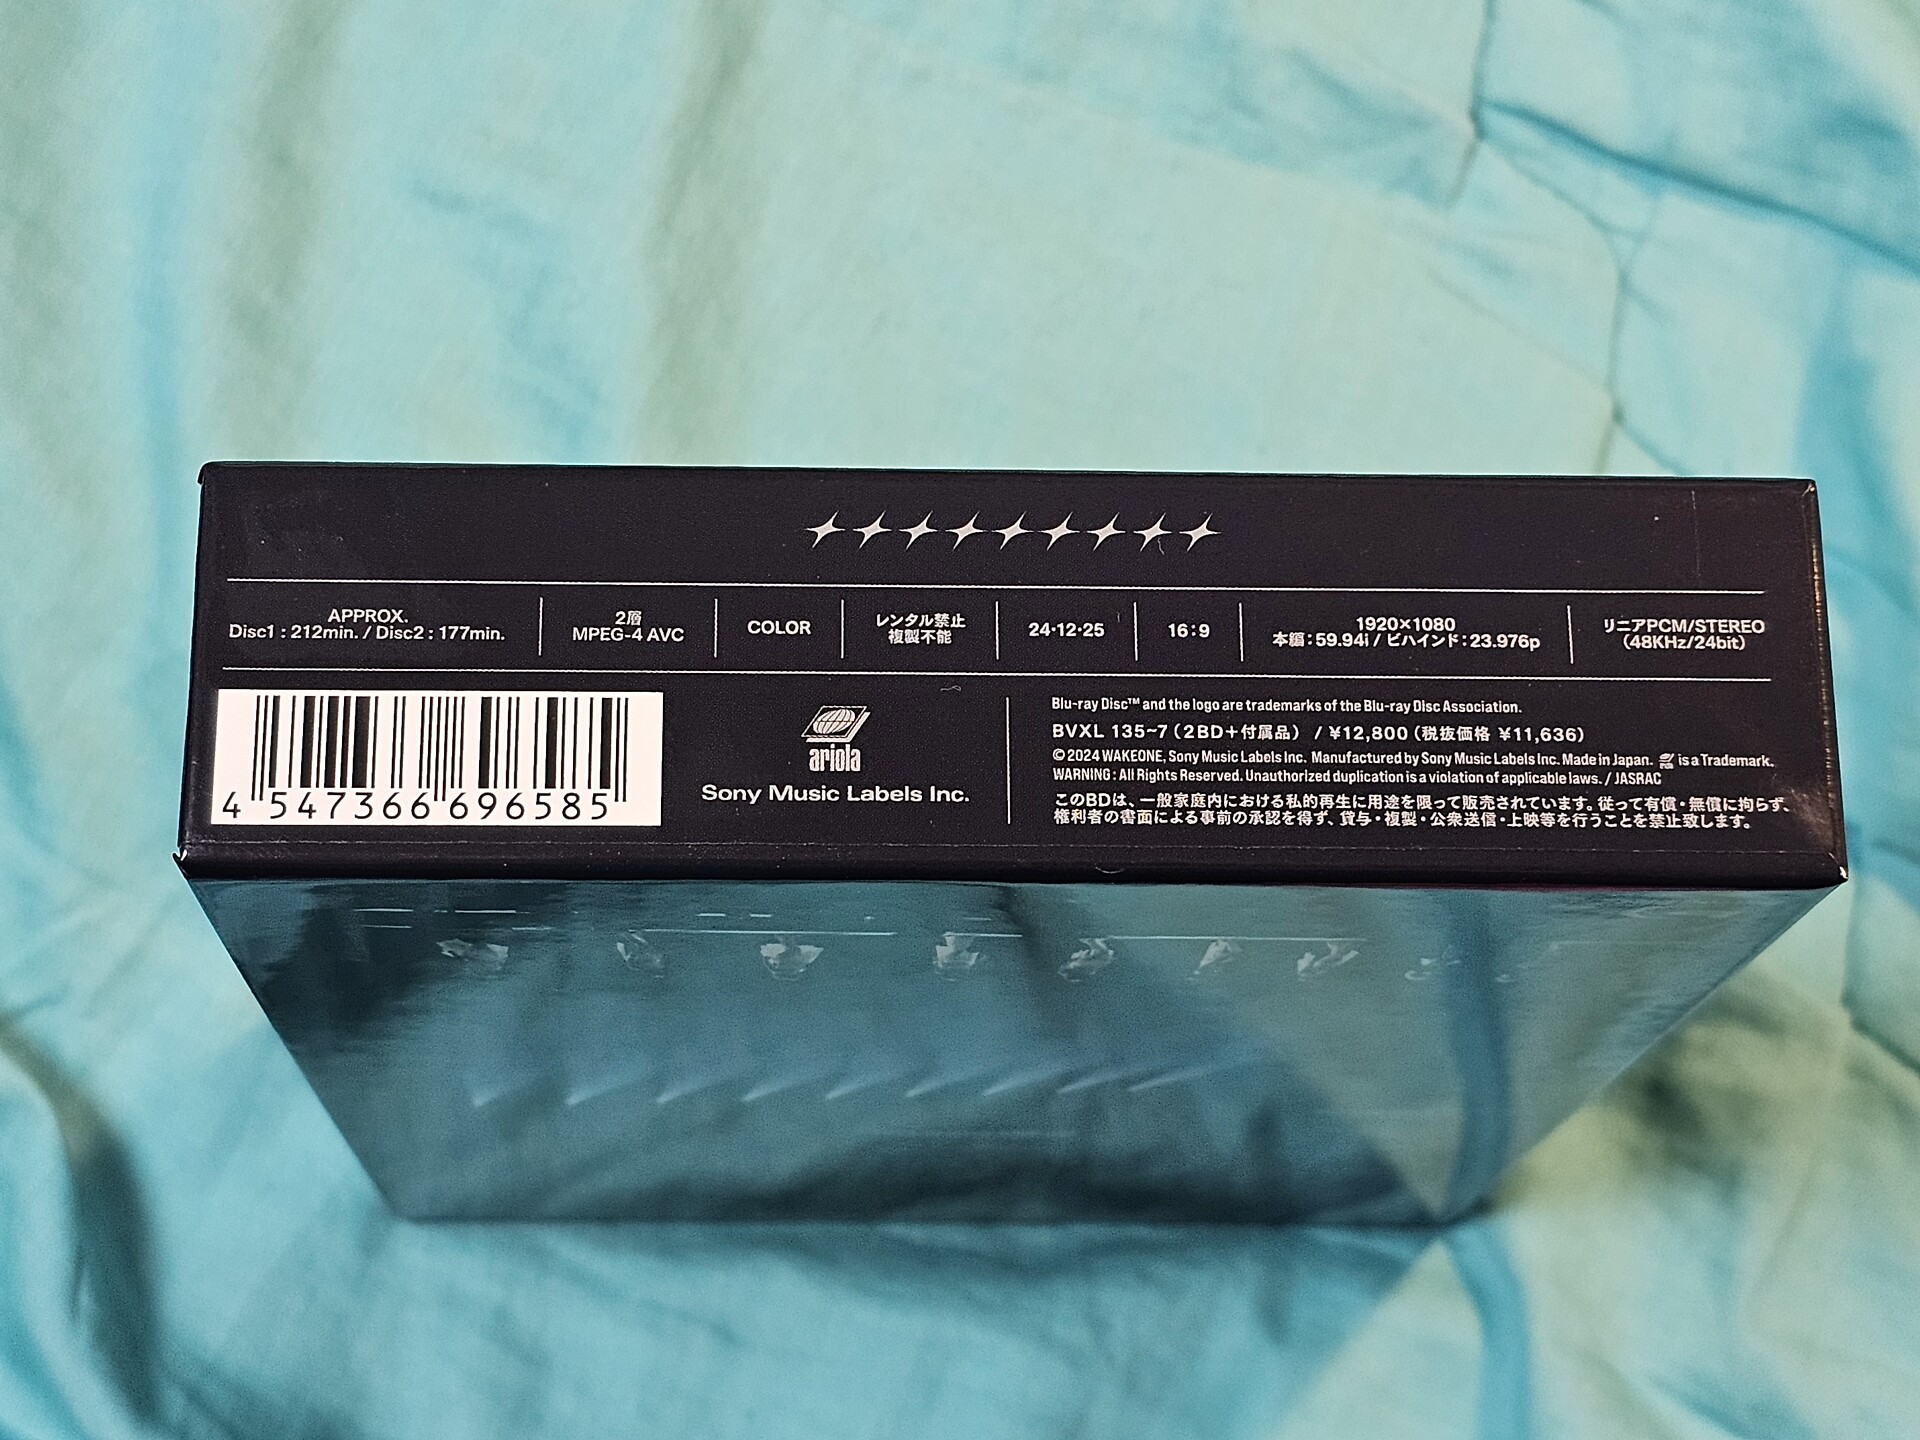 APPROX.
Disc1 : 212min. / Disc2 : 177min.
2層
MPEG-4 AVC
COLOR
レンタル禁止
複製不能
24・12・25
16:9
1920×1080
本編:59.94i / ビハインド:23.976p
リニアPCM/STEREO
(48KHz/24bit)
4 547366 696585
ariola
Sony Music Labels Inc.
Blu-ray Disc™ and the logo are trademarks of the Blu-ray Disc Association.
BVXL 135~7 (2BD+付属品) / ¥12,800 (税抜価格 ¥11,636)
© 2024 WAKEONE, Sony Music Labels Inc. Manufactured by Sony Music Labels Inc. Made in Japan. is a Trademark.
WARNING : All Rights Reserved. Unauthorized duplication is a violation of applicable laws. / JASRAC
このBDは、一般家庭内における私的再生に用途を限って販売されています。従って有償・無償に拘らず、
権利者の書面による事前の承認を得ず、貸与・複製・公衆送信・上映等を行うことを禁止致します。